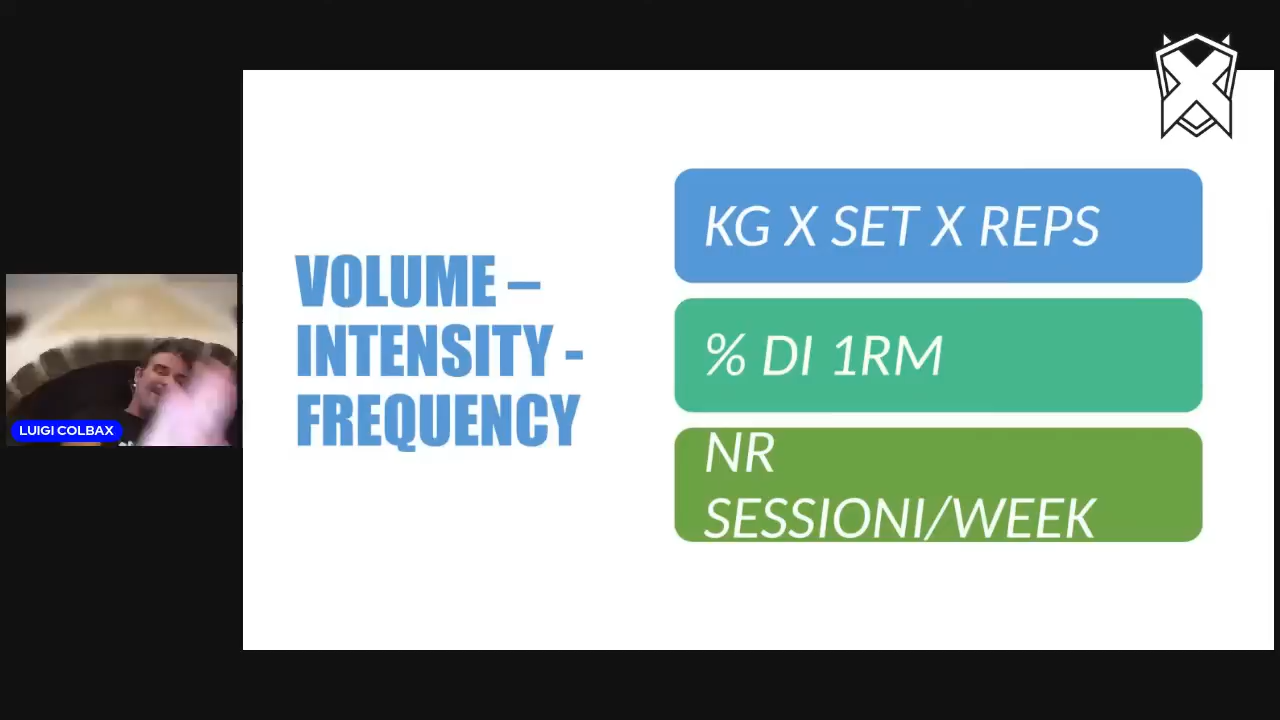 VOLUME –
INTENSITY -
FREQUENCY
KG X SET X REPS
% DI 1RM
NR
SESSIONI/WEEK
LUIGI COLBAX